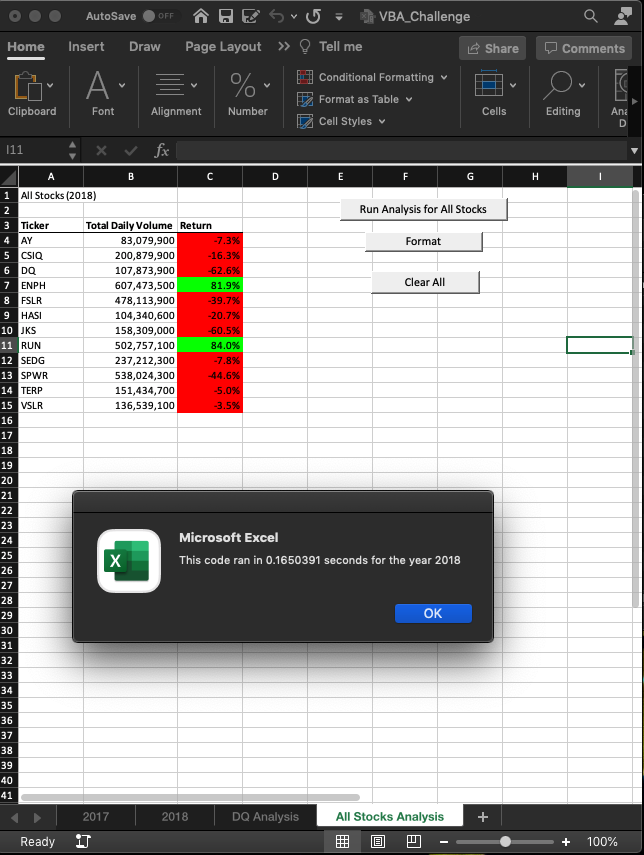 AutoSave OFF VBA_Challenge
Home Insert Draw Page Layout Tell me Share Comments
Clipboard Font Alignment Number Conditional Formatting Format as Table Cell Styles Cells Editing
I11 fx
A B C D E F G H I
1 All Stocks (2018)
2 Run Analysis for All Stocks
3 Ticker Total Daily Volume Return
4 AY 83,079,900 -7.3% Format
5 CSIQ 200,879,900 -16.3%
6 DQ 107,873,900 -62.6%
7 ENPH 607,473,500 81.9% Clear All
8 FSLR 478,113,900 -39.7%
9 HASI 104,340,600 -20.7%
10 JKS 158,309,000 -60.5%
11 RUN 502,757,100 84.0%
12 SEDG 237,212,300 -7.8%
13 SPWR 538,024,300 -44.6%
14 TERP 151,434,700 -5.0%
15 VSLR 136,539,100 -3.5%
16
17
18
19
20
21
22
23
24
25
26
27
28
29
30
31
32
33
34
35
36
37
38
39
40
41
Microsoft Excel
This code ran in 0.1650391 seconds for the year 2018
OK
2017 2018 DQ Analysis All Stocks Analysis +
Ready 100%